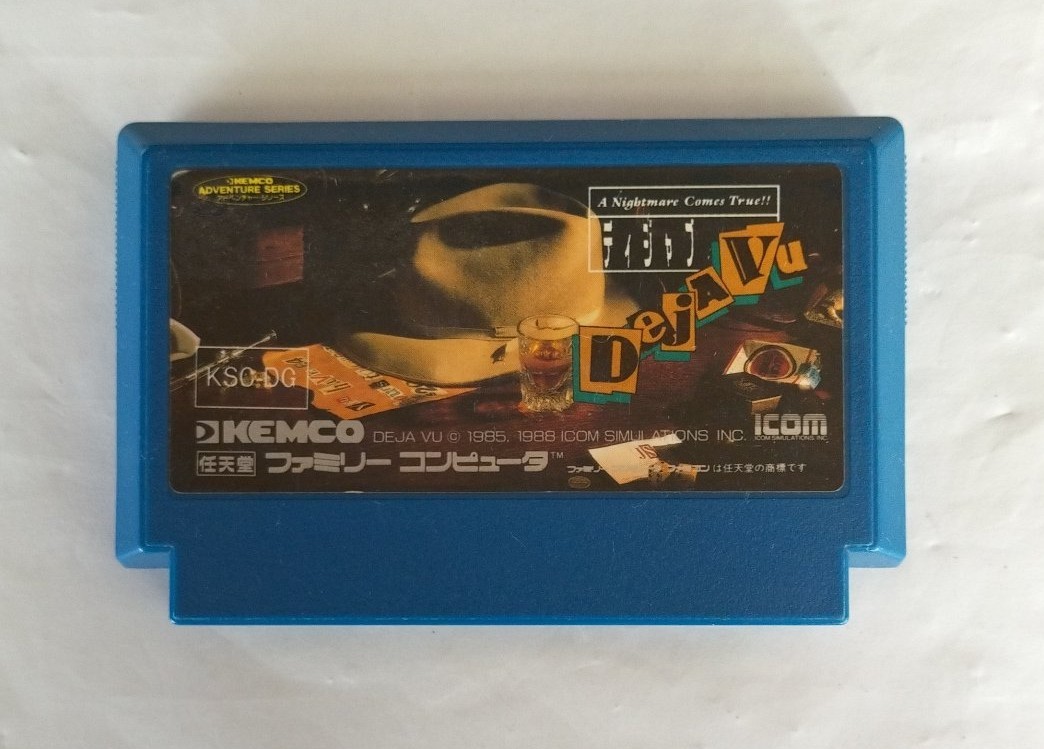 KEMCO
ADVENTURE SERIES
アドベンチャー・シリーズ
A Nightmare Comes True!!
ディジャブ
Deja Vu
KSC-DG
KEMCO DEJA VU © 1985, 1988 ICOM SIMULATIONS INC.
ICOM
ICOM SIMULATIONS, INC.
任天堂 ファミリー コンピュータ™
は任天堂の商標です
JS